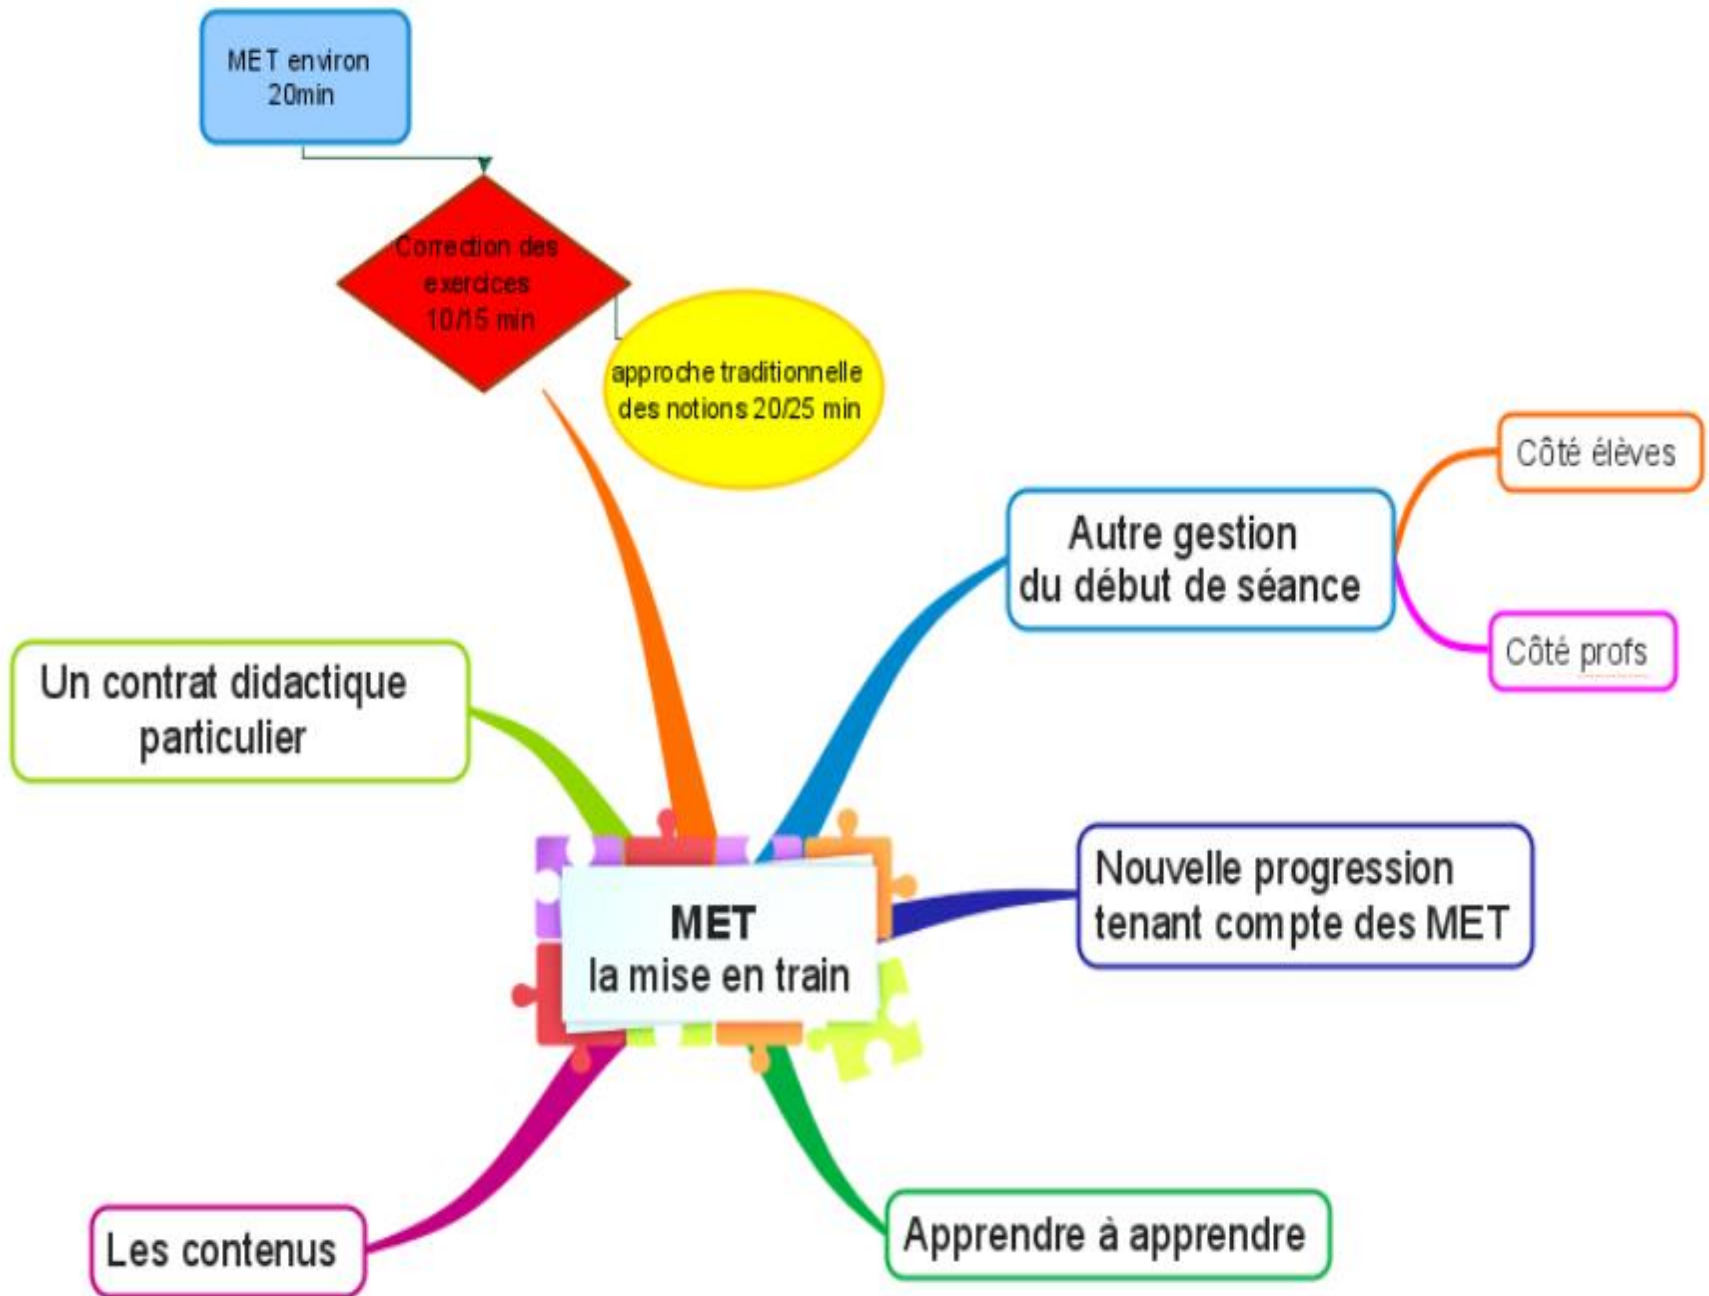 MET environ
20min
Correction des
exercices
10/15 min
approche traditionnelle
des notions 20/25 min
Côté élèves
Autre gestion
du début de séance
Côté profs
Un contrat didactique
particulier
Nouvelle progression
tenant compte des MET
MET
la mise en train
Apprendre à apprendre
Les contenus